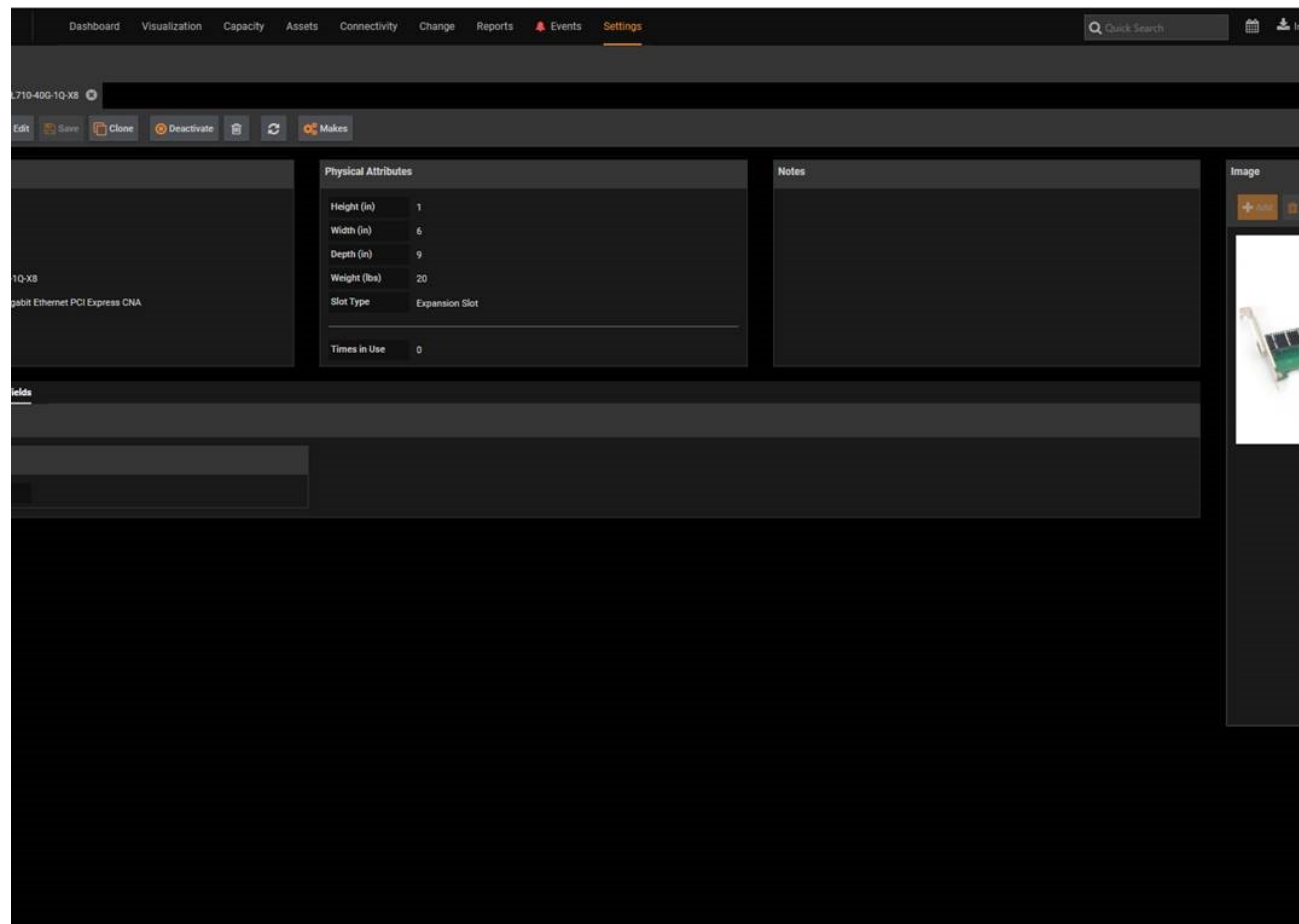 Dashboard Visualization Capacity Assets Connectivity Change Reports Events Settings Quick Search
L710-40G-1Q-X8
Edit Save Clone Deactivate Makes
Physical Attributes Notes Image
Height (in) 1 Add
Width (in) 6
Depth (in) 9
-1Q-X8 Weight (lbs) 20
gabit Ethernet PCI Express CNA Slot Type Expansion Slot
Times in Use 0
ields